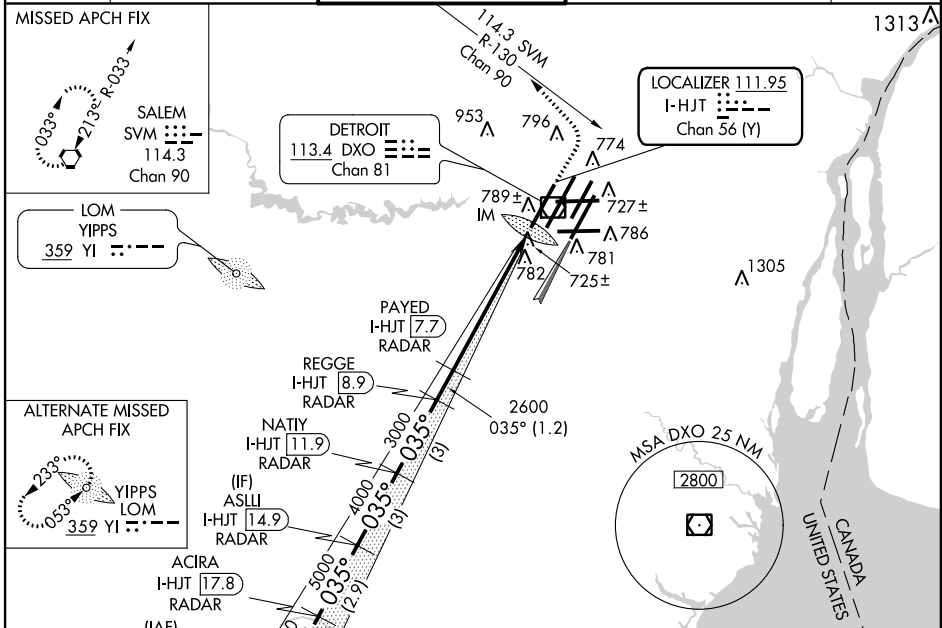 MISSED APCH FIX
033°
213°
R-033
SALEM
SVM
114.3
Chan 90
114.3 SVM
R-130
Chan 90
1313
LOCALIZER 111.95
I-HJT
Chan 56 (Y)
DETROIT
113.4 DXO
Chan 81
953
796
774
789±
IM
727±
786
781
782
725±
1305
LOM
YIPPS
359 YI
PAYED
I-HJT 7.7
RADAR
REGGE
I-HJT 8.9
RADAR
2600
035° (1.2)
NATIY
I-HJT 11.9
RADAR
3000
035°
(3)
(IF)
ASLLI
I-HJT 14.9
RADAR
4000
035°
(3)
ACIRA
I-HJT 17.8
RADAR
5000
035°
(2.9)
(IAF)
ALTERNATE MISSED
APCH FIX
233°
053°
YIPPS
LOM
359 YI
MSA DXO 25 NM
2800
CANADA
UNITED STATES